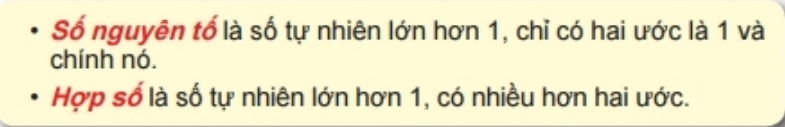 • Số nguyên tố là số tự nhiên lớn hơn 1, chỉ có hai ước là 1 và
chính nó.
• Hợp số là số tự nhiên lớn hơn 1, có nhiều hơn hai ước.